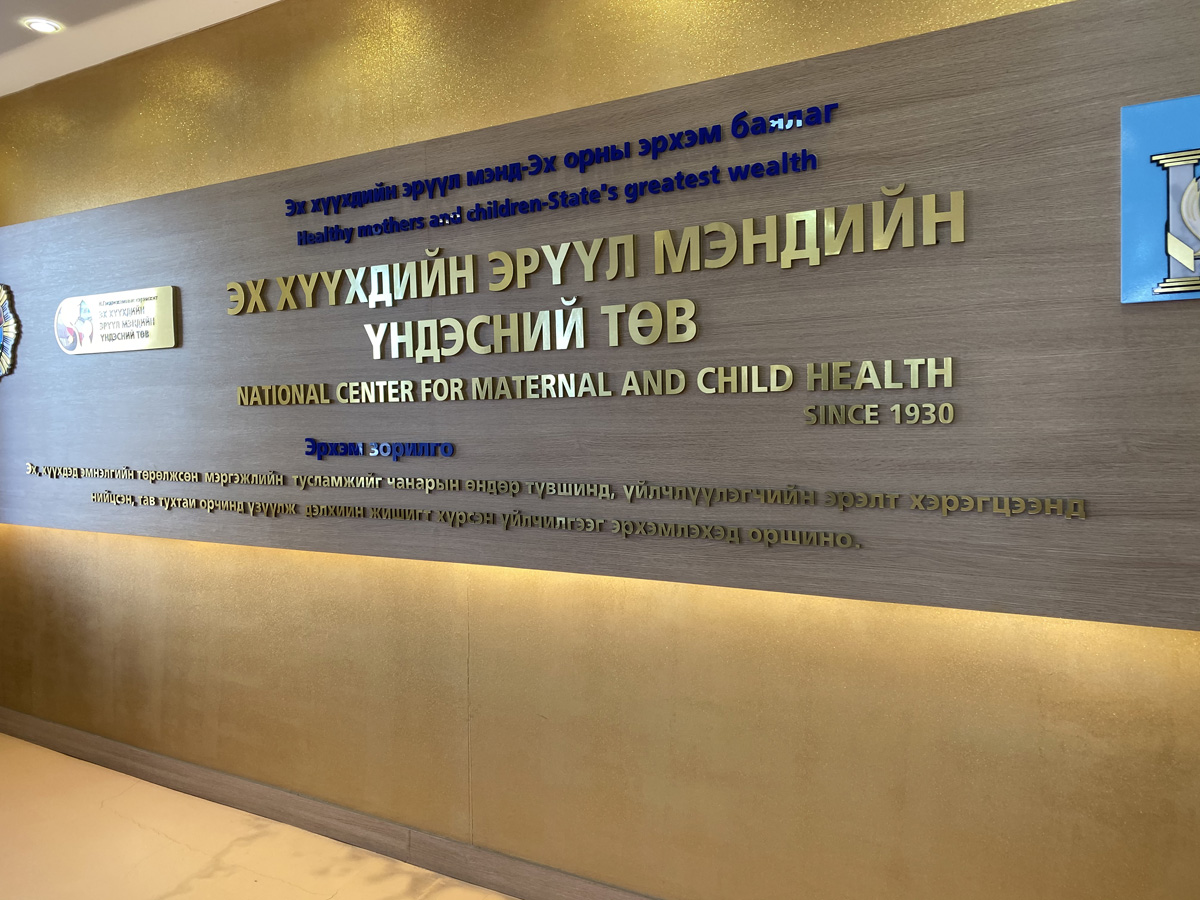 Эх хүүхдийн эрүүл мэнд-Эх орны эрхэм баялаг
Healthy mothers and children-State's greatest wealth
ЭХ ХҮҮХДИЙН ЭРҮҮЛ МЭНДИЙН
ҮНДЭСНИЙ ТӨВ
NATIONAL CENTER FOR MATERNAL AND CHILD HEALTH
SINCE 1930
ЭХ ХҮҮХДИЙН
ЭРҮҮЛ МЭНДИЙН
ҮНДЭСНИЙ ТӨВ
Эрхэм зорилго
Эх, хүүхдэд эмнэлгийн төрөлжсөн мэргэжлийн тусламжийг чанарын өндөр түвшинд, үйлчлүүлэгчийн эрэлт хэрэгцээнд
нийцсэн, тав тухтай орчинд үзүүлж дэлхийн жишигт хүрсэн үйлчилгээг эрхэмлэхэд оршино.